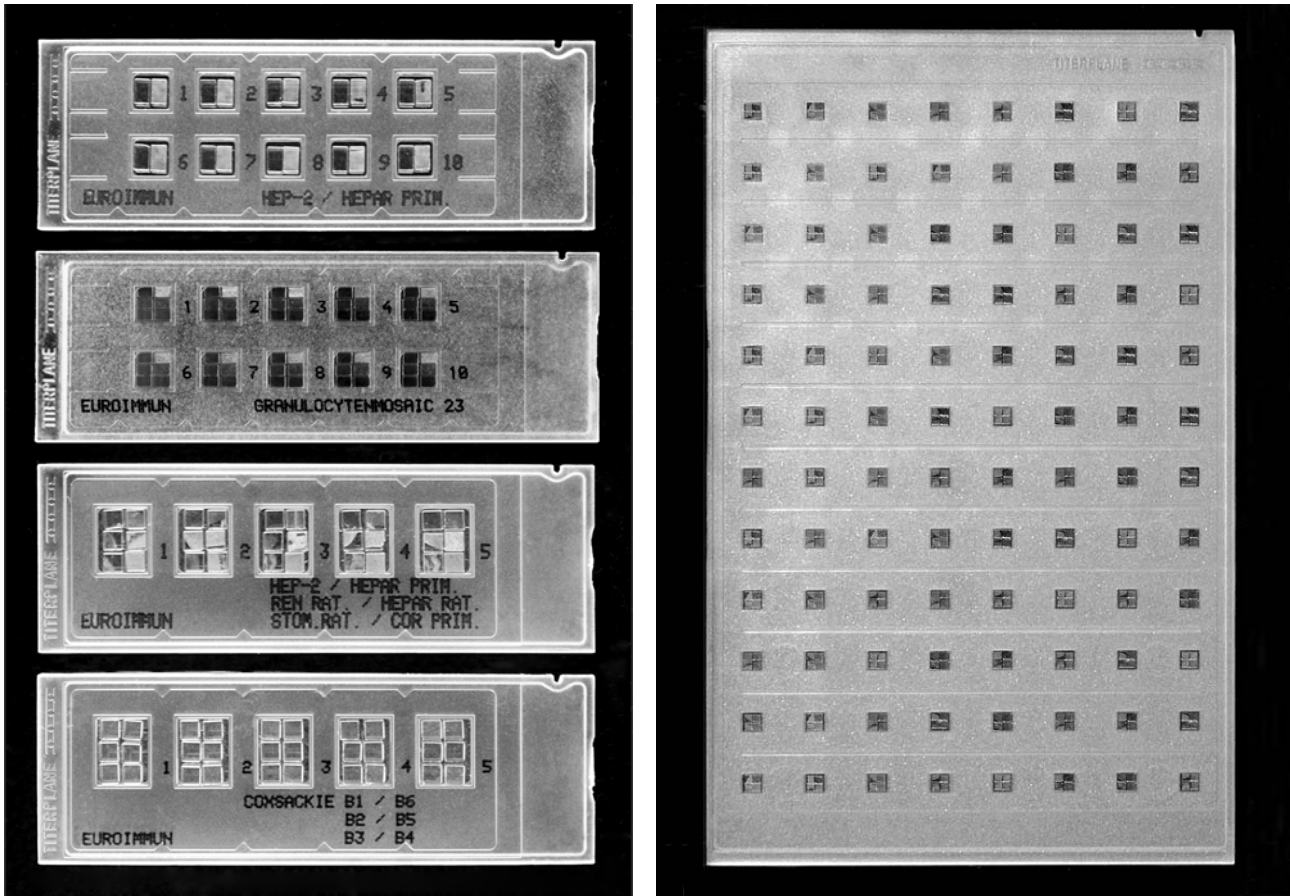 TITERPLANE
1 2 3 4 5
6 7 8 9 10
EUROIMMUN HEP-2 / HEPAR PRIM.
TITERPLANE
1 2 3 4 5
6 7 8 9 10
EUROIMMUN GRANULOCYTENMOSAIC 23
TITERPLANE
1 2 3 4 5
HEP-2 / HEPAR PRIM.
REN RAT. / HEPAR RAT.
EUROIMMUN STOM.RAT. / COR PRIM.
TITERPLANE
1 2 3 4 5
COXSACKIE B1 / B6
B2 / B5
EUROIMMUN B3 / B4
TITERPLANE